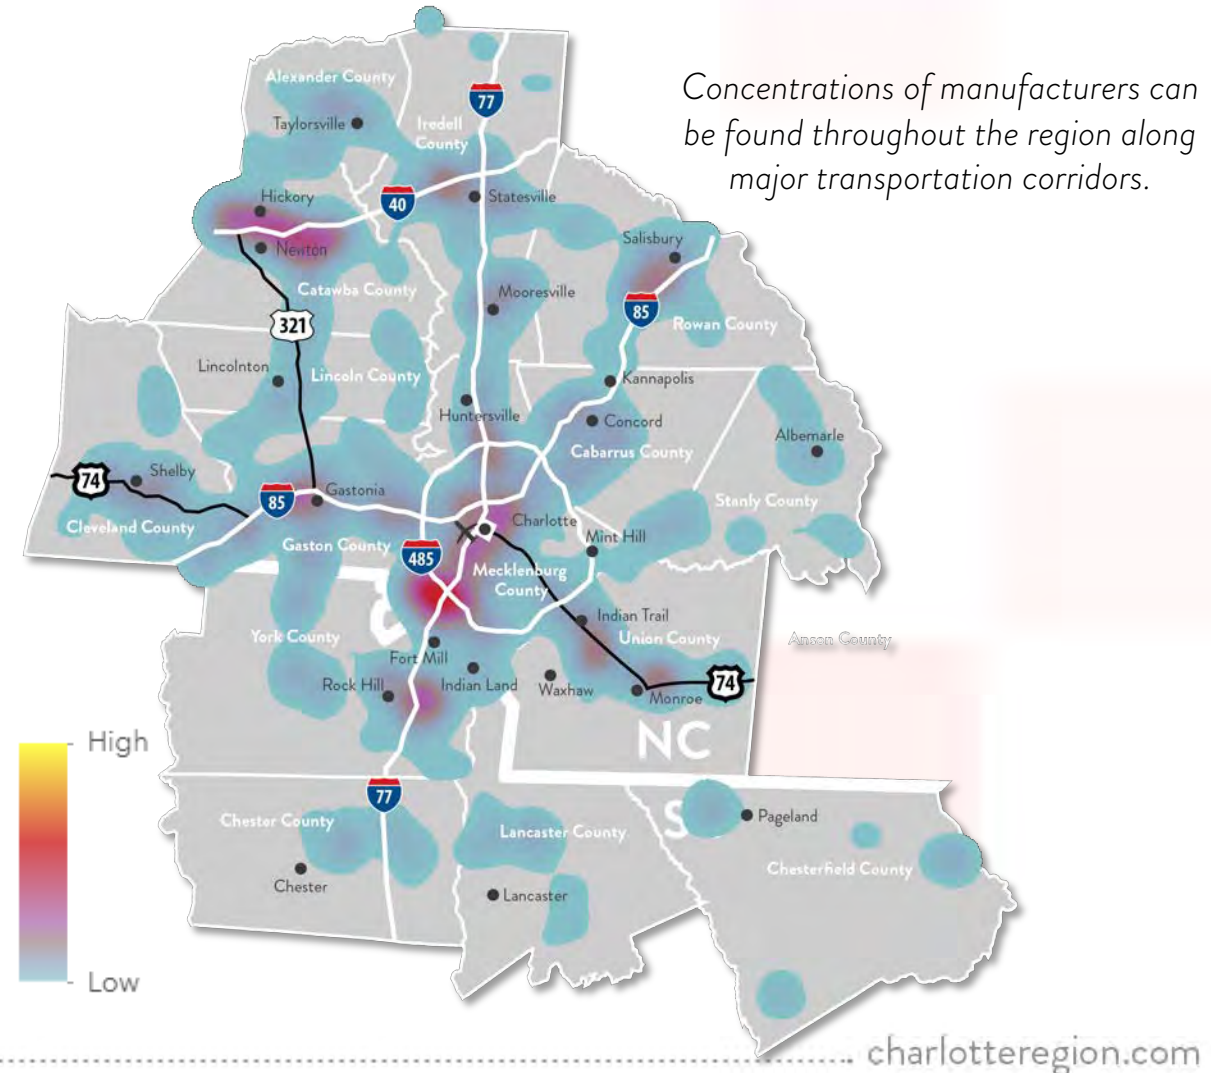 Concentrations of manufacturers can
be found throughout the region along
major transportation corridors.
Alexander County
77
Taylorsville
Iredell
County
Hickory
40
Statesville
Newton
Salisbury
Catawba County
Mooresville
85
321
Rowan County
Lincolnton
Lincoln County
Kannapolis
Huntersville
Concord
Albemarle
Cabarrus County
74
Shelby
85
Gastonia
Stanly County
Cleveland County
Charlotte
Gaston County
Mint Hill
485
Mecklenburg
County
Indian Trail
York County
Union County
Anson County
Fort Mill
Rock Hill
Indian Land
Waxhaw
Monroe
74
NC
High
77
Chester County
Lancaster County
S
Pageland
Chesterfield County
Chester
Lancaster
Low
charlotteregion.com